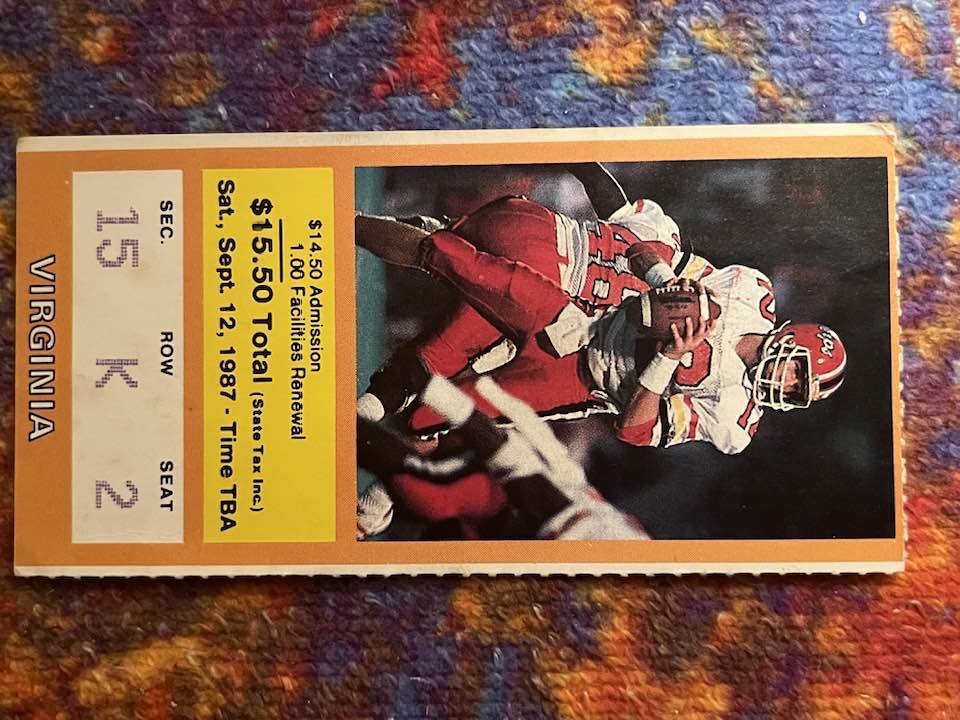 $14.50 Admission
1.00 Facilities Renewal
$15.50 Total (State Tax Inc.)
Sat., Sept. 12, 1987 - Time TBA
SEC. ROW SEAT
15 K 2
VIRGINIA